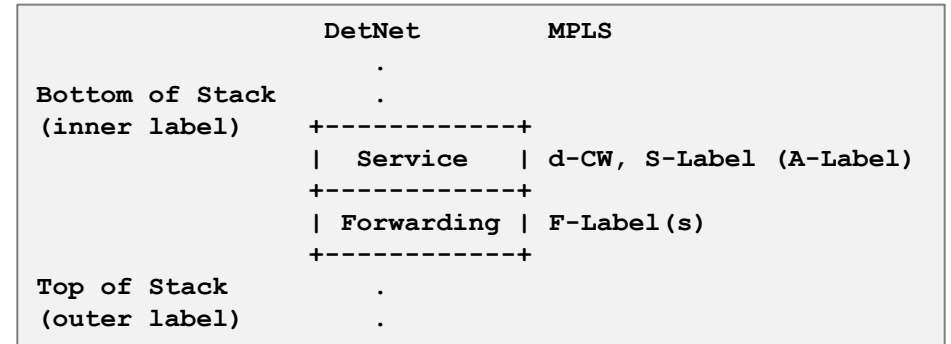 DetNet        MPLS
                         .
Bottom of Stack          .
(inner label)      +------------+
                   |  Service   | d-CW, S-Label (A-Label)
                   +------------+
                   | Forwarding | F-Label(s)
                   +------------+
Top of Stack             .
(outer label)            .